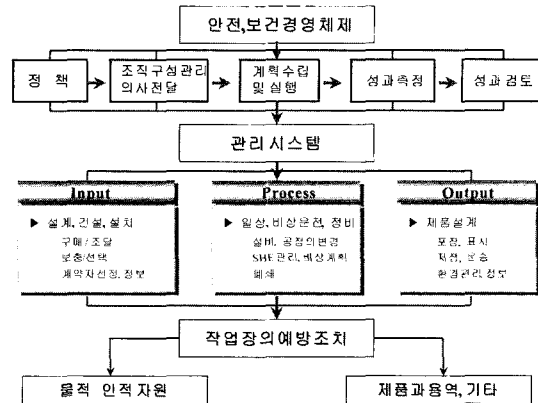 안전,보건경영체제
정 책
조직구성관리
의사전달
계획수립
및 실행
성과측정
성과검토
관리시스템
Input
▶ 설계, 건설, 설치
구매/조달
보충/선택
계약자선정, 정보
Process
▶ 일상, 비상운전, 정비
설비, 공정의변경
SHE관리, 비상계획
폐쇄
Output
▶ 제품설계
포장, 표시
저장, 운송
환경관리, 정보
작업장의예방조치
물적 인적자원
제품과용역, 기타